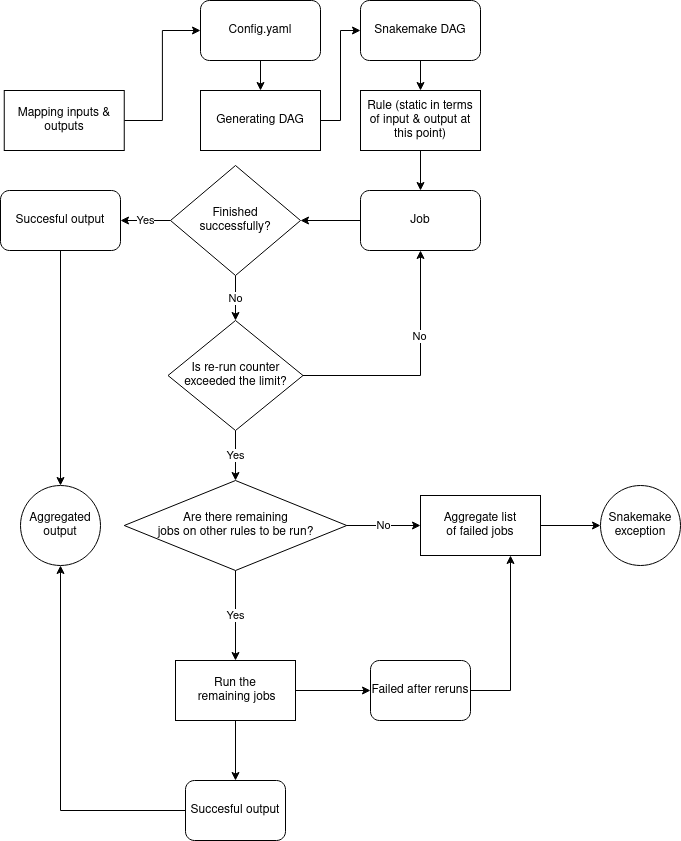 Config.yaml
Snakemake DAG
Mapping inputs &
outputs
Generating DAG
Rule (static in terms
of input & output at
this point)
Succesful output
Yes
Finished
successfully?
Job
No
Is re-run counter
exceeded the limit?
No
Yes
Aggregated
output
Are there remaining
jobs on other rules to be run?
No
Aggregate list
of failed jobs
Snakemake
exception
Yes
Run the
remaining jobs
Failed after reruns
Succesful output